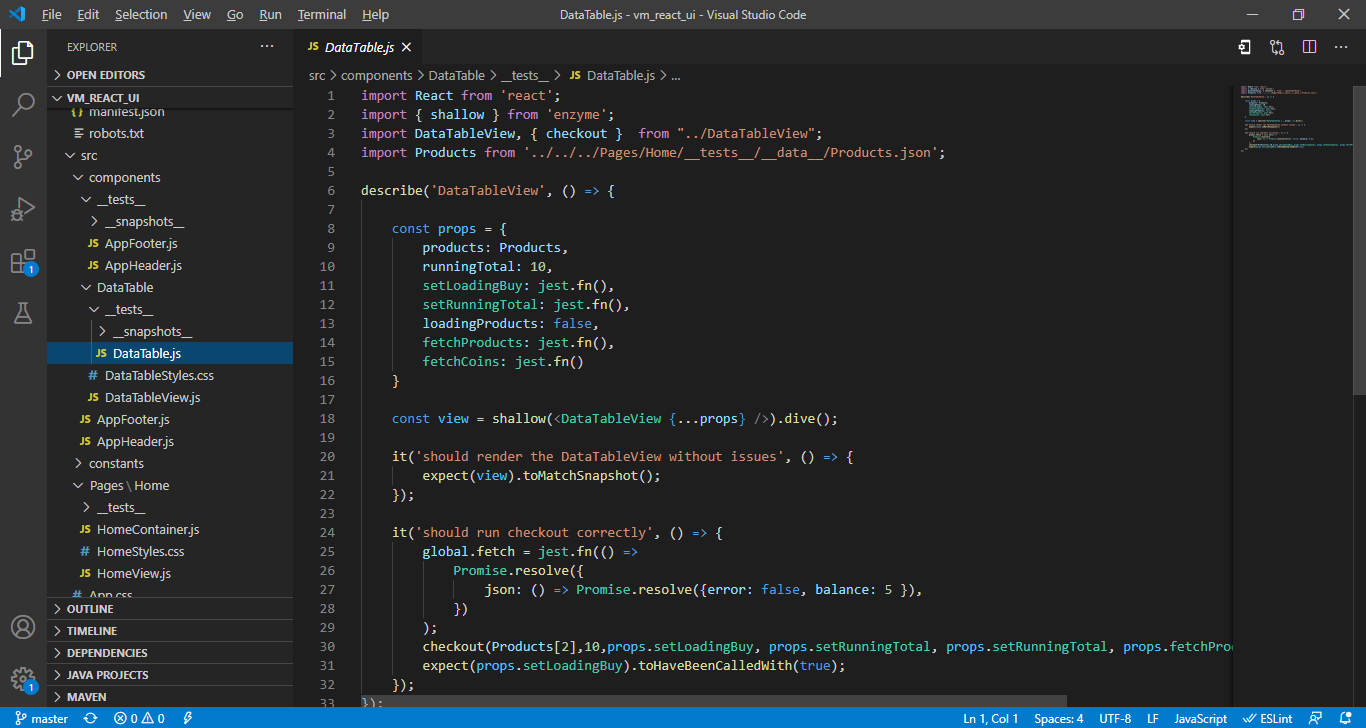 File Edit Selection View Go Run Terminal Help DataTable.js - vm_react_ui - Visual Studio Code
EXPLORER
OPEN EDITORS
VM_REACT_UI
{} manifest.json
robots.txt
src
components
__tests__
__snapshots__
JS AppFooter.js
JS AppHeader.js
DataTable
__tests__
__snapshots__
JS DataTable.js
# DataTableStyles.css
JS DataTableView.js
JS AppFooter.js
JS AppHeader.js
constants
Pages \ Home
__tests__
JS HomeContainer.js
# HomeStyles.css
JS HomeView.js
# App.css
OUTLINE
TIMELINE
DEPENDENCIES
JAVA PROJECTS
MAVEN
1
1
JS DataTable.js
src > components > DataTable > __tests__ > JS DataTable.js > ...
1 import React from 'react';
2 import { shallow } from 'enzyme';
3 import DataTableView, { checkout }  from "../DataTableView";
4 import Products from '../../../Pages/Home/__tests__/__data__/Products.json';
5
6 describe('DataTableView', () => {
7
8     const props = {
9         products: Products,
10         runningTotal: 10,
11         setLoadingBuy: jest.fn(),
12         setRunningTotal: jest.fn(),
13         loadingProducts: false,
14         fetchProducts: jest.fn(),
15         fetchCoins: jest.fn()
16     }
17
18     const view = shallow(<DataTableView {...props} />).dive();
19
20     it('should render the DataTableView without issues', () => {
21         expect(view).toMatchSnapshot();
22     });
23
24     it('should run checkout correctly', () => {
25         global.fetch = jest.fn(() =>
26             Promise.resolve({
27                 json: () => Promise.resolve({error: false, balance: 5 }),
28             })
29         );
30         checkout(Products[2],10,props.setLoadingBuy, props.setRunningTotal, props.setRunningTotal, props.fetchPro
31         expect(props.setLoadingBuy).toHaveBeenCalledWith(true);
32     });
33 });
master 0 0 Ln 1, Col 1 Spaces: 4 UTF-8 LF JavaScript ESLint